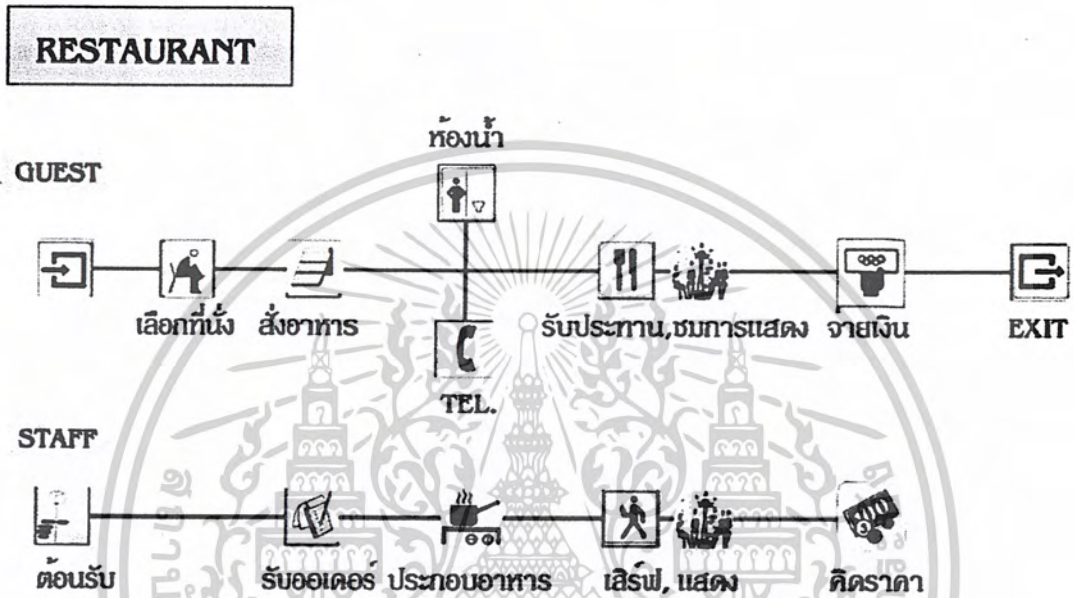 RESTAURANT
ห้องน้ำ
GUEST
เลือกที่นั่ง สั่งอาหาร รับประทาน,ชมการแสดง จ่ายเงิน EXIT
TEL.
STAFF
ต้อนรับ รับออเดอร์ ประกอบอาหาร เสิร์ฟ, แสดง คิดราคา